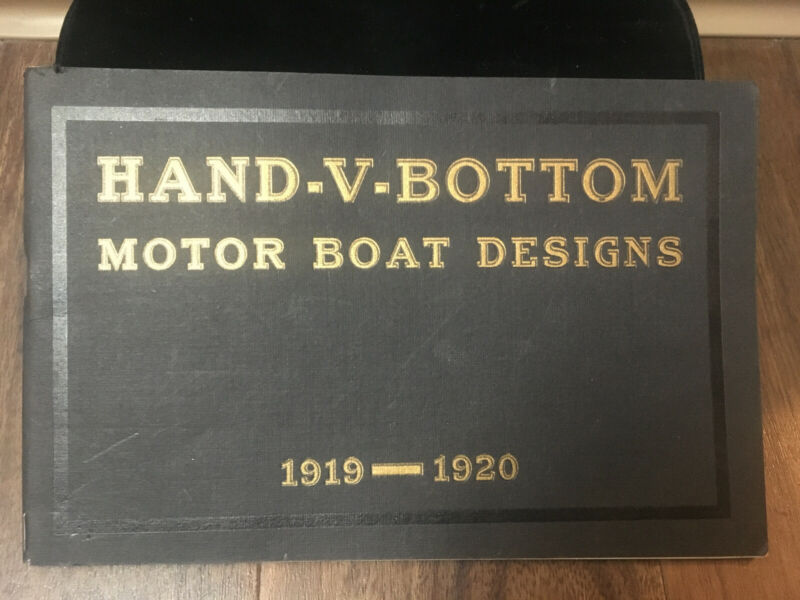 HAND-V-BOTTOM
MOTOR BOAT DESIGNS
1919—1920